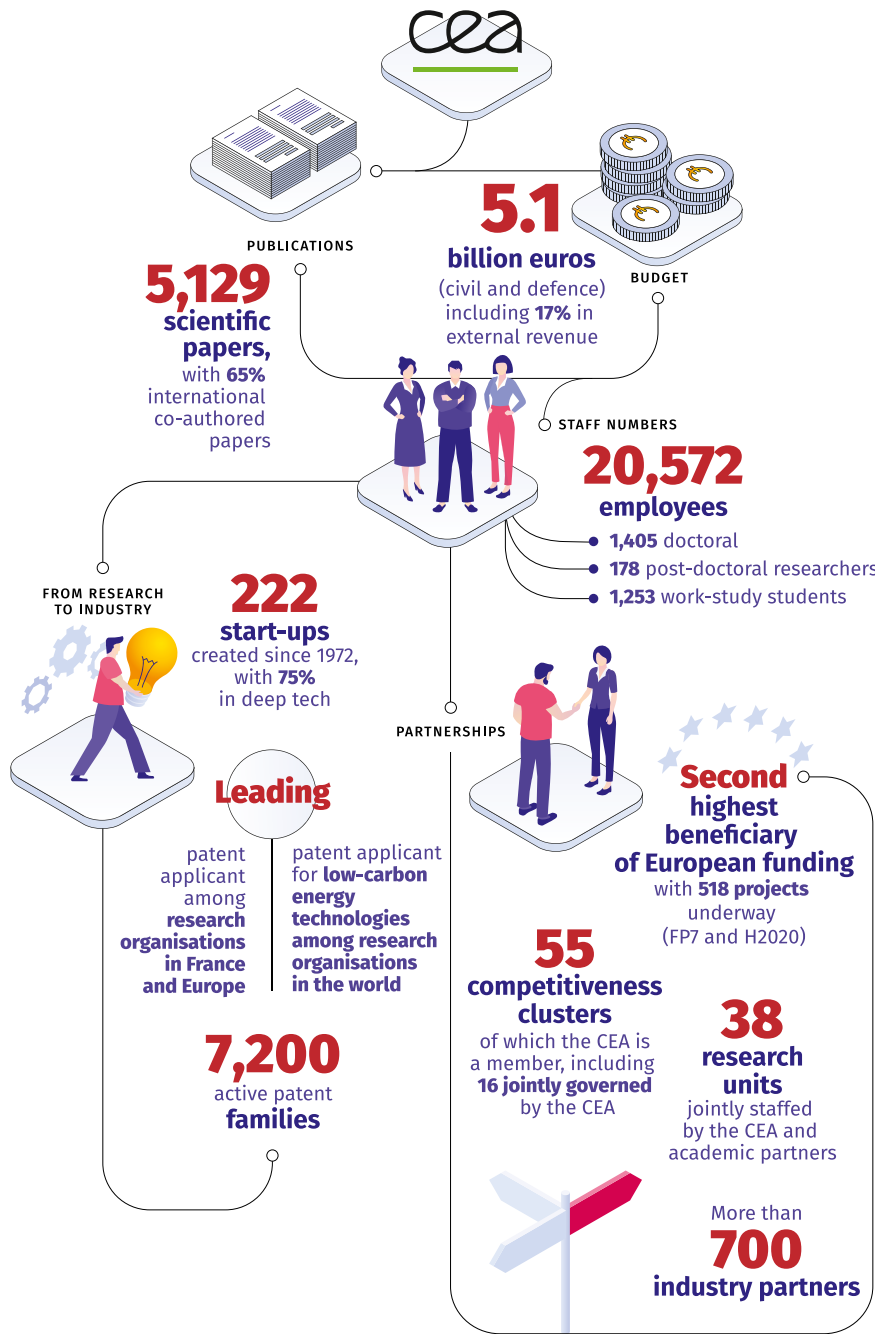 cea
PUBLICATIONS
5,129
scientific
papers,
with 65%
international
co-authored
papers
5.1
billion euros
(civil and defence)
including 17% in
external revenue
BUDGET
STAFF NUMBERS
20,572
employees
1,405 doctoral
178 post-doctoral researchers
1,253 work-study students
FROM RESEARCH
TO INDUSTRY
222
start-ups
created since 1972,
with 75%
in deep tech
Leading
patent
applicant
among
research
organisations
in France
and Europe
patent applicant
for low-carbon
energy
technologies
among research
organisations
in the world
7,200
active patent
families
PARTNERSHIPS
Second
highest
beneficiary
of European funding
with 518 projects
underway
(FP7 and H2020)
55
competitiveness
clusters
of which the CEA is
a member, including
16 jointly governed
by the CEA
38
research
units
jointly staffed
by the CEA and
academic partners
More than
700
industry partners